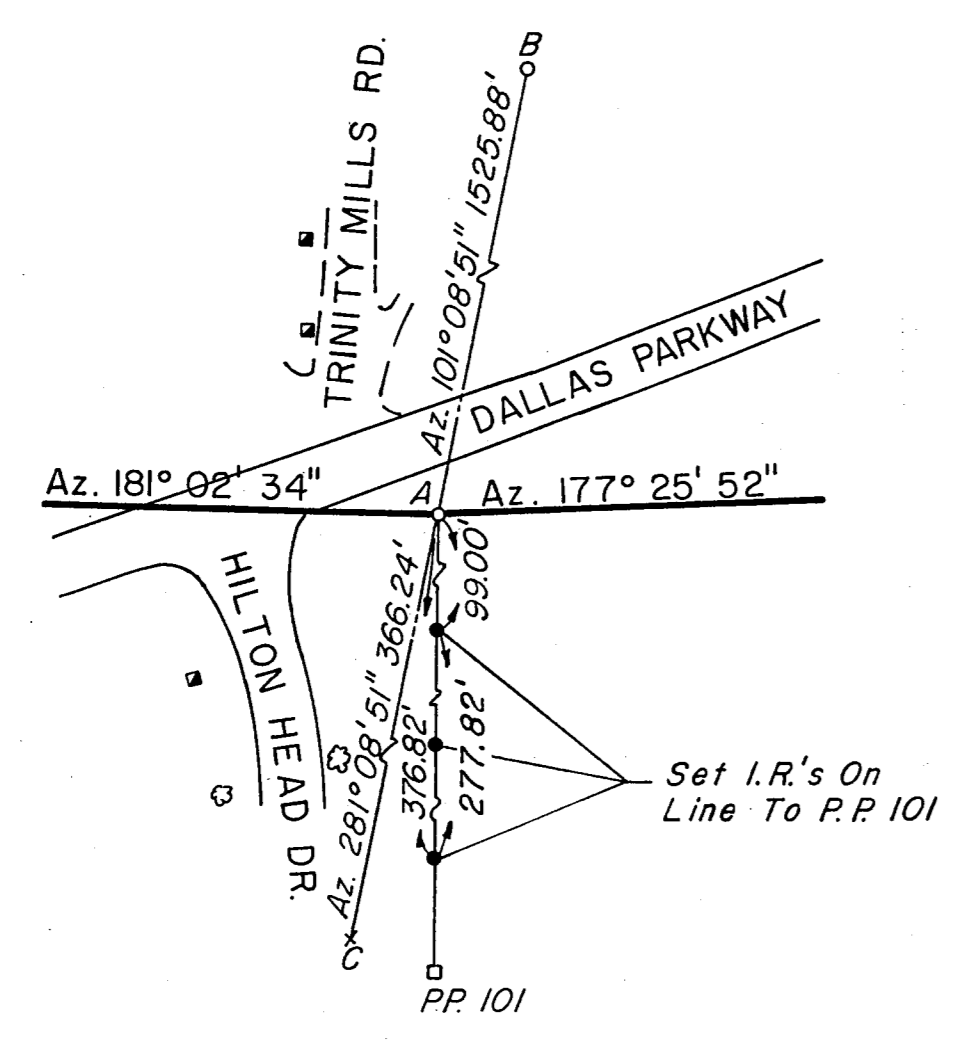 B
TRINITY MILLS RD.
Az. 101°08'51" 1525.88'
DALLAS PARKWAY
Az. 181° 02' 34"
A
Az. 177° 25' 52"
99.00'
HILTON HEAD DR.
Az. 281°08'51" 366.24'
376.82'
277.82'
Set I.R.'s On
Line To P.P. 101
C
P.P. 101